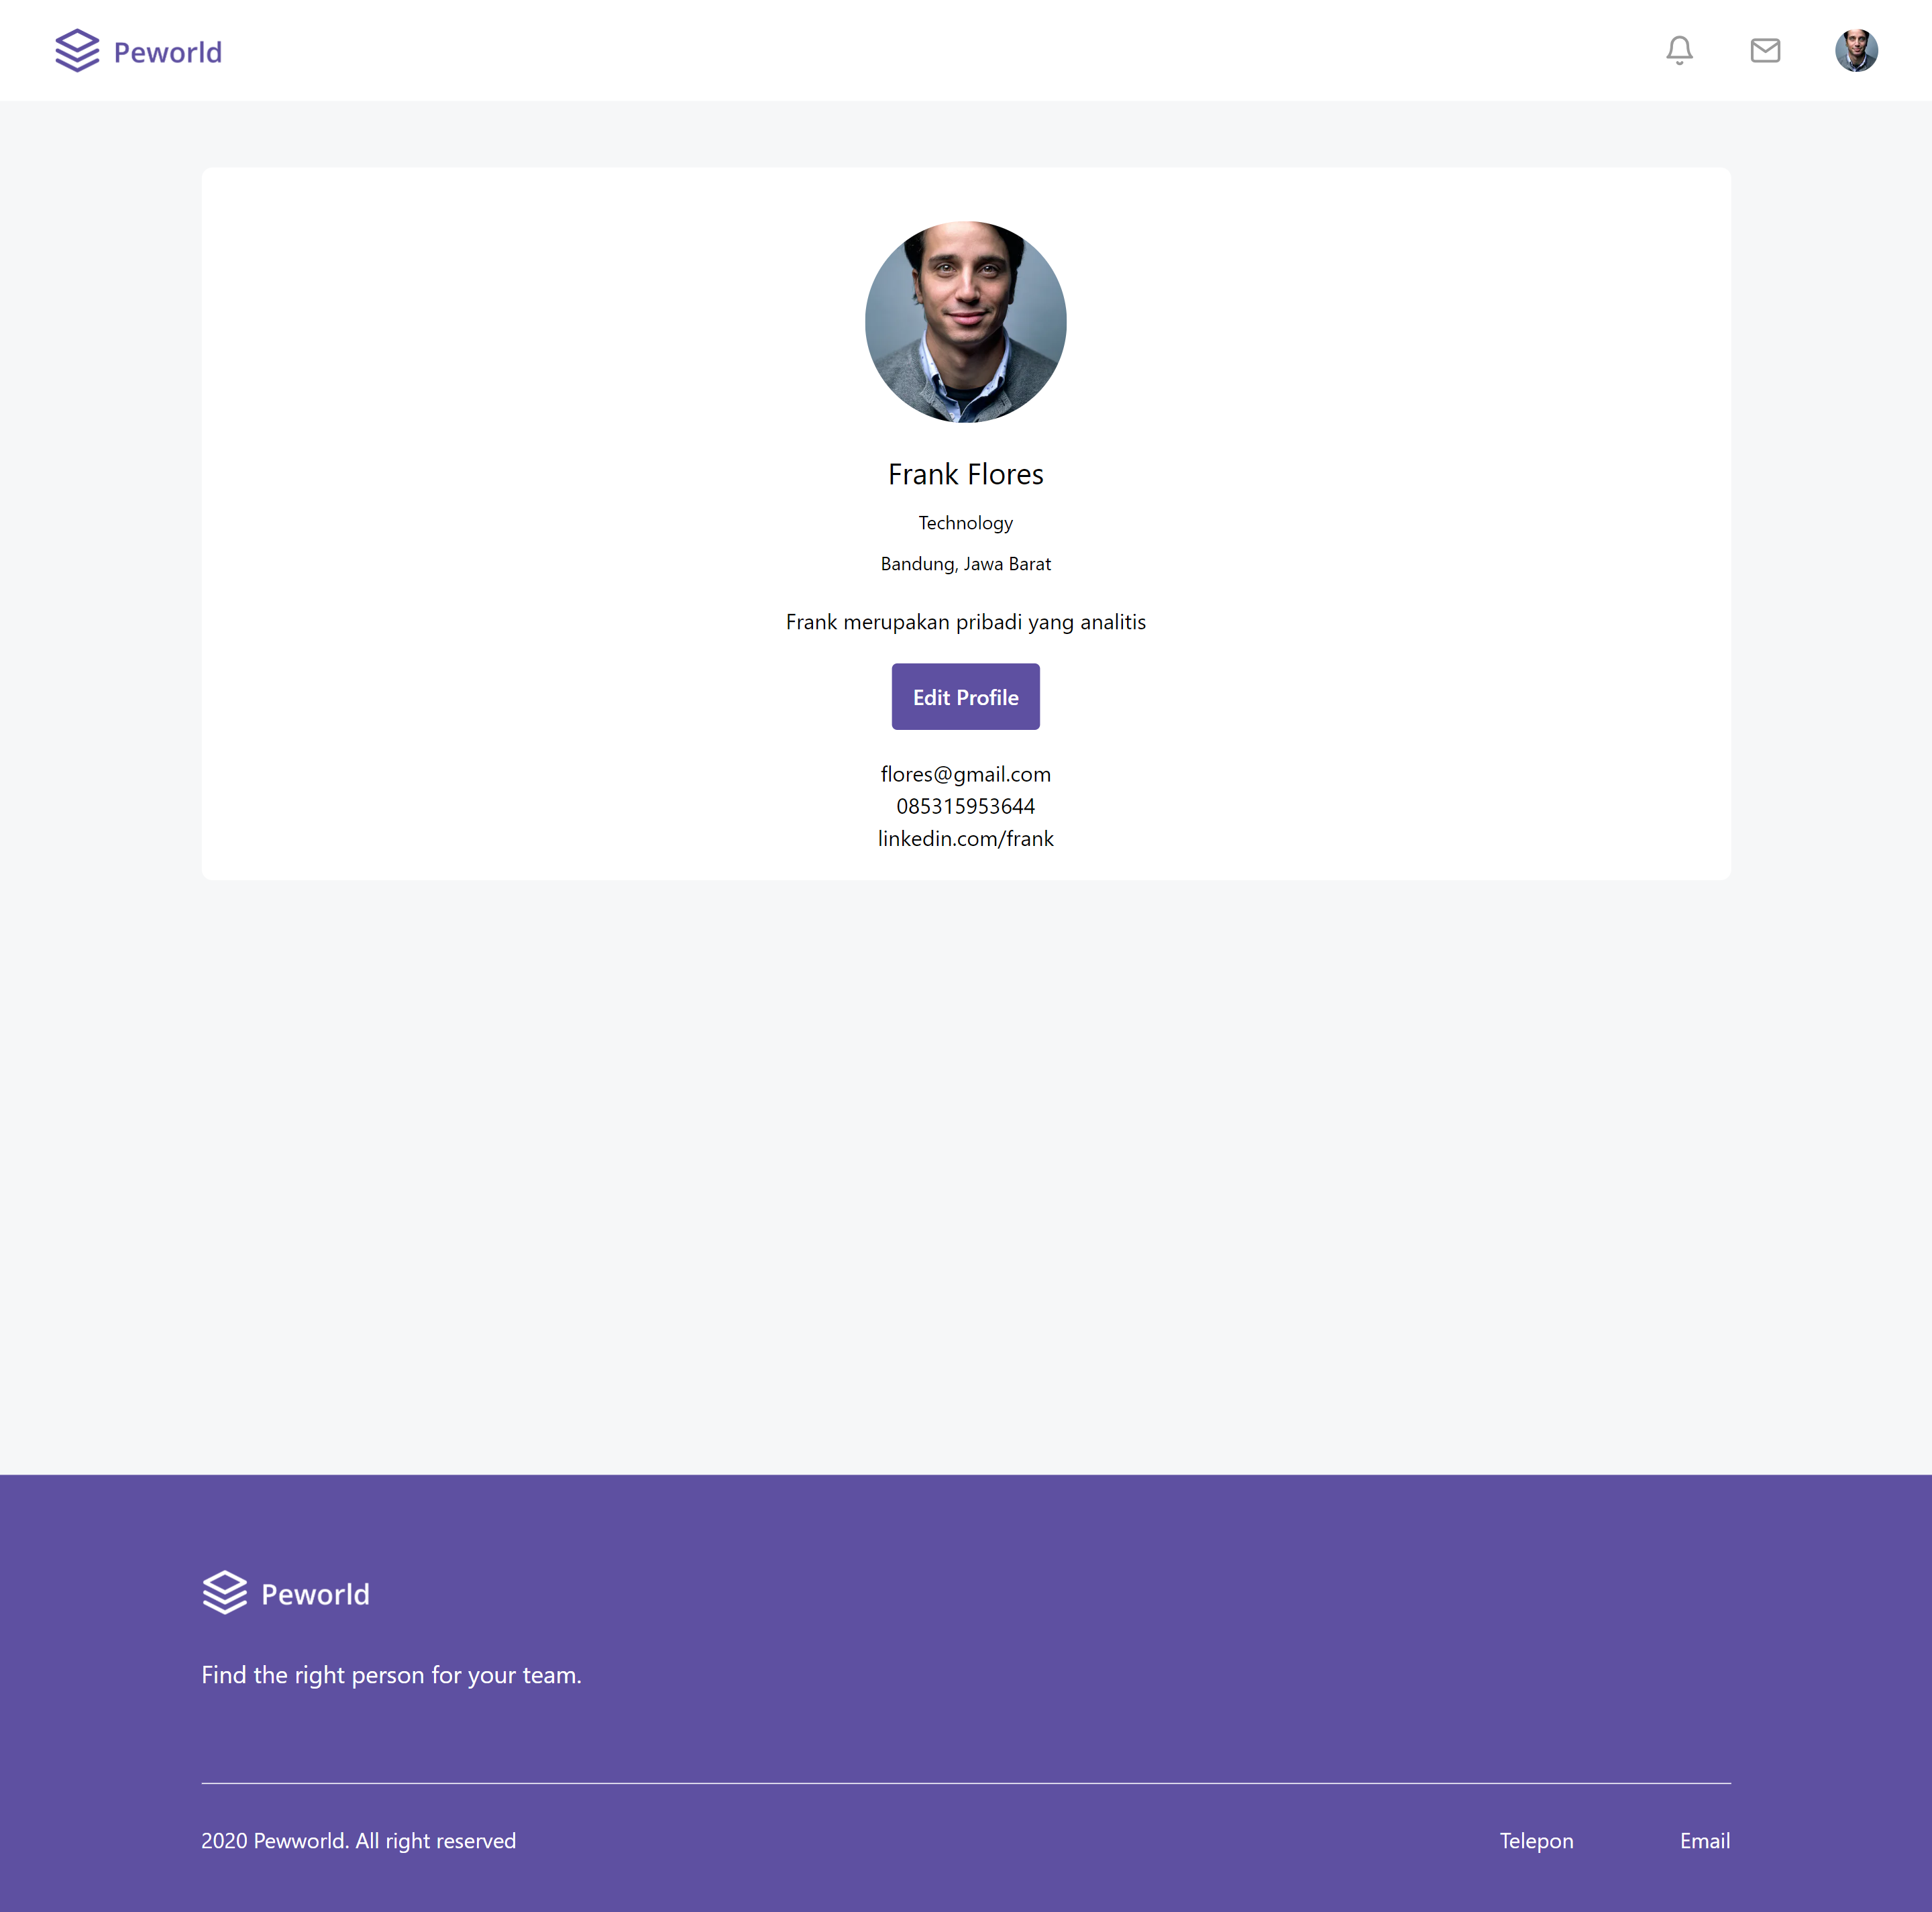 Peworld
Frank Flores
Technology
Bandung, Jawa Barat
Frank merupakan pribadi yang analitis
Edit Profile
flores@gmail.com
085315953644
linkedin.com/frank
Peworld
Find the right person for your team.
2020 Pewworld. All right reserved
Telepon
Email